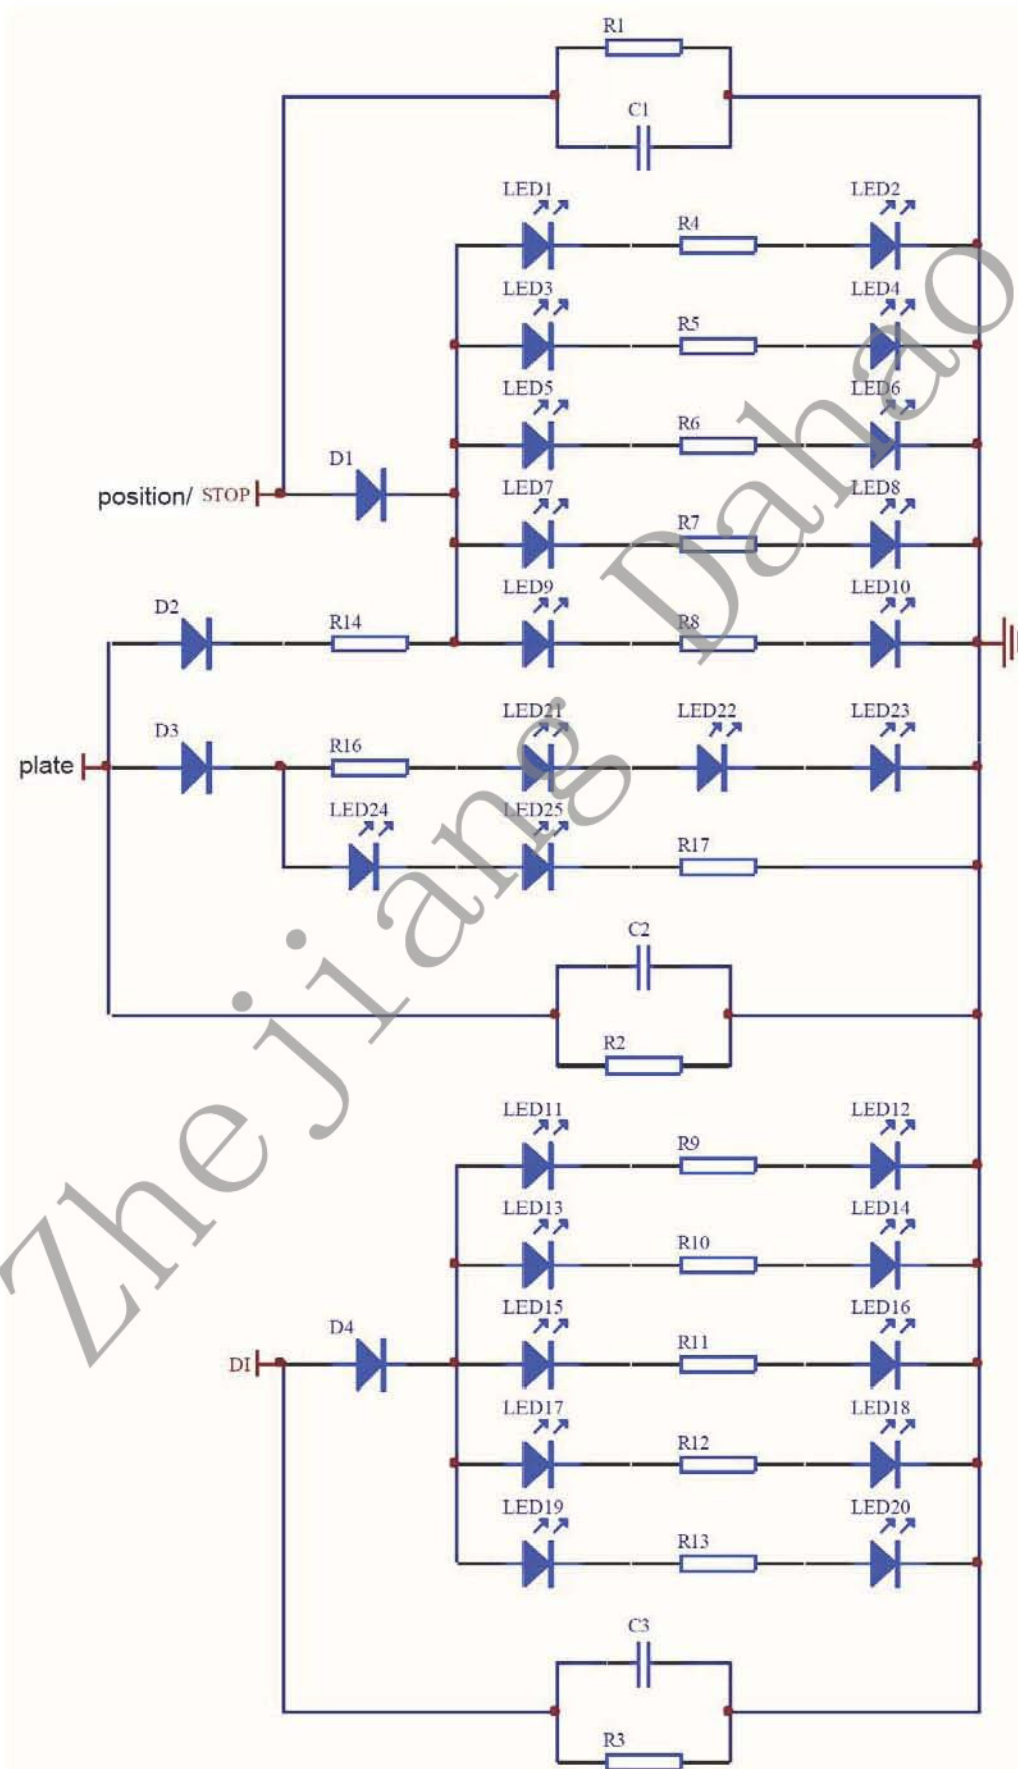 R1
C1
LED1 LED2
R4
LED3 LED4
R5
LED5 LED6
R6
D1
position/ STOP
LED7 LED8
R7
D2
R14
LED9 LED10
R8
D3
R16
LED21 LED22 LED23
plate
LED24 LED25
R17
C2
R2
LED11 LED12
R9
LED13 LED14
R10
LED15 LED16
D4
R11
DI
LED17 LED18
R12
LED19 LED20
R13
C3
R3
Zhejiang Dahao